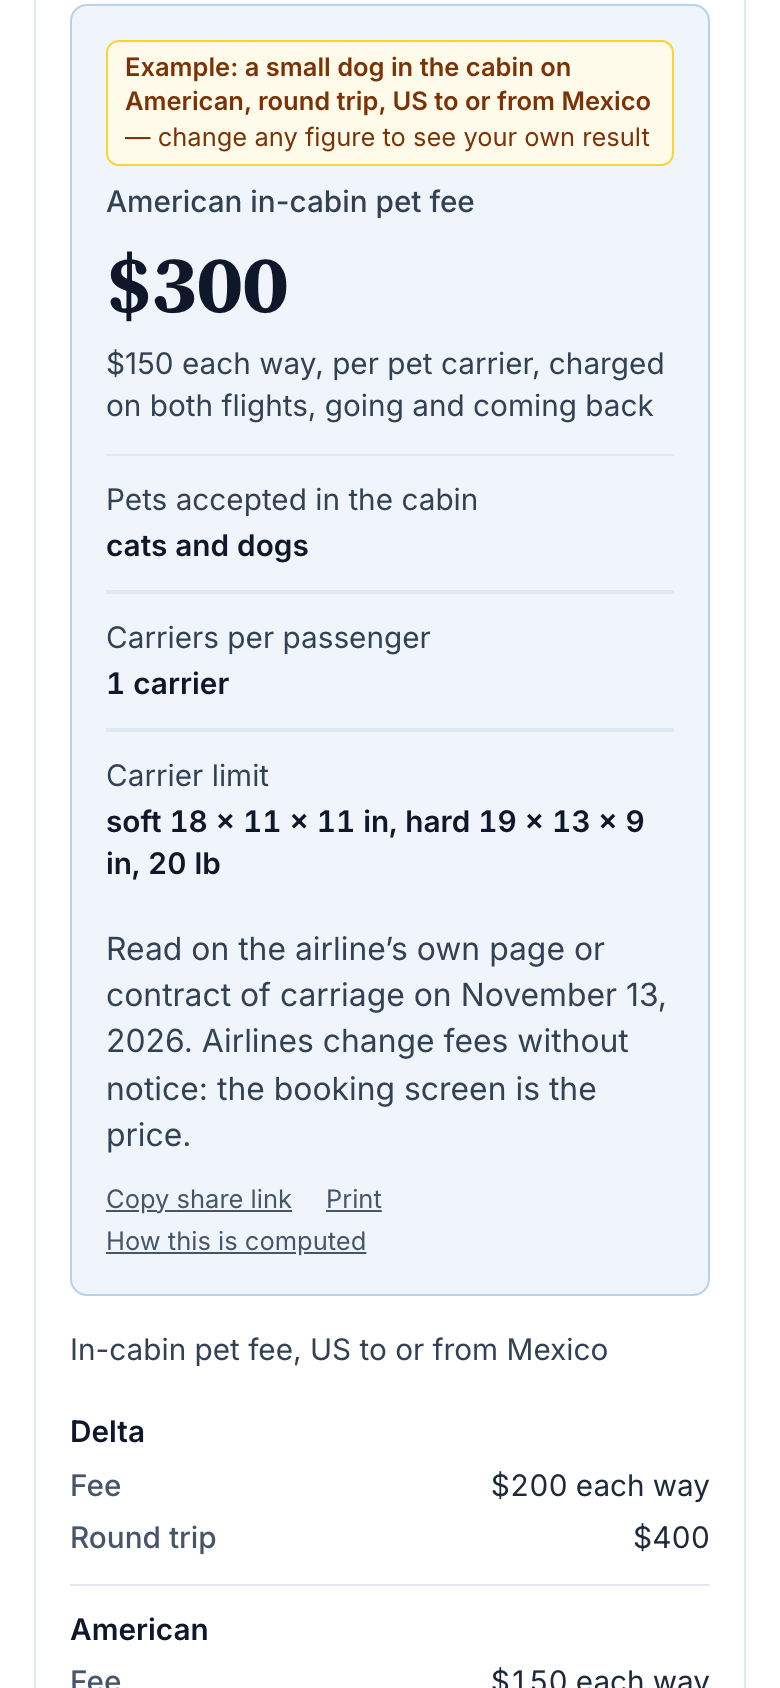 Example: a small dog in the cabin on
American, round trip, US to or from Mexico
— change any figure to see your own result
American in-cabin pet fee
$300
$150 each way, per pet carrier, charged
on both flights, going and coming back
Pets accepted in the cabin
cats and dogs
Carriers per passenger
1 carrier
Carrier limit
soft 18 × 11 × 11 in, hard 19 × 13 × 9
in, 20 lb
Read on the airline’s own page or
contract of carriage on November 13,
2026. Airlines change fees without
notice: the booking screen is the
price.
Copy share link Print
How this is computed
In-cabin pet fee, US to or from Mexico
Delta
Fee $200 each way
Round trip $400
American
Fee $150 each way